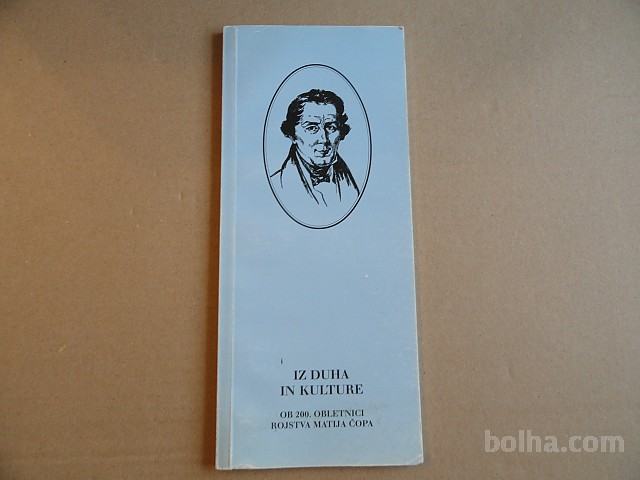 IZ DUHA
IN KULTURE
OB 200. OBLETNICI
ROJSTVA MATIJA ČOPA
bolha.com